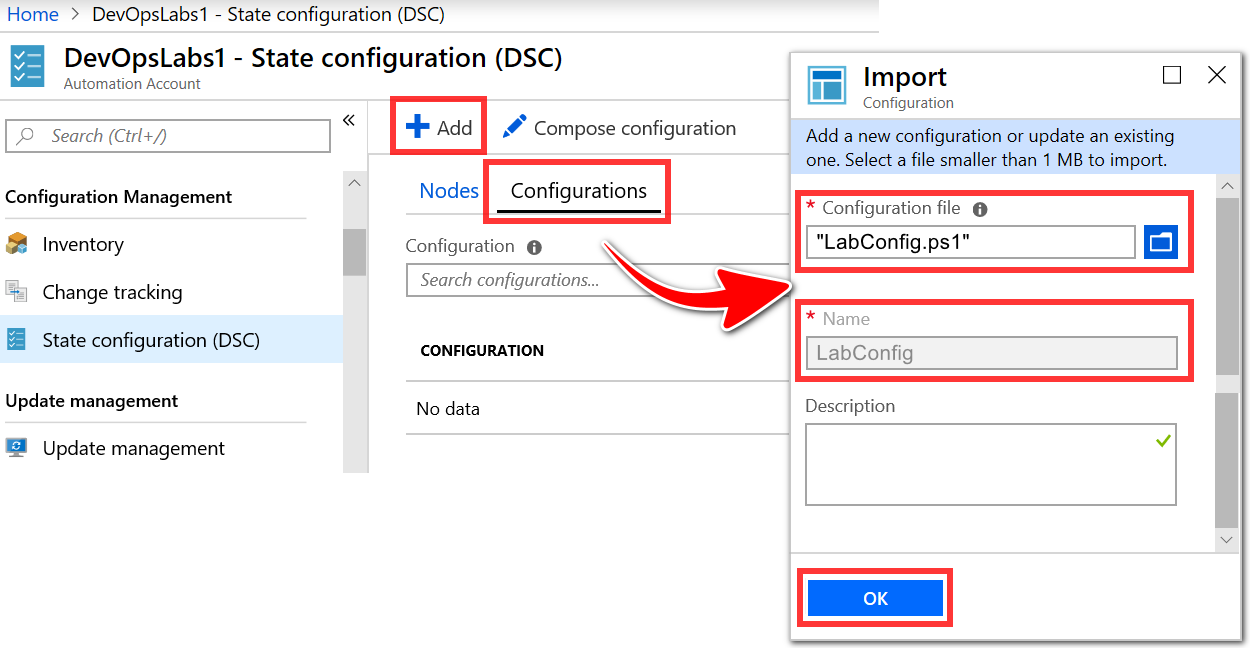 Home > DevOpsLabs1 - State configuration (DSC)
DevOpsLabs1 - State configuration (DSC)
Automation Account
Search (Ctrl+/)
«
Configuration Management
Inventory
Change tracking
State configuration (DSC)
Update management
Update management
+ Add
Compose configuration
Nodes
Configurations
Configuration
Search configurations...
CONFIGURATION
No data
Import
Configuration
Add a new configuration or update an existing
one. Select a file smaller than 1 MB to import.
* Configuration file
"LabConfig.ps1"
* Name
LabConfig
Description
OK